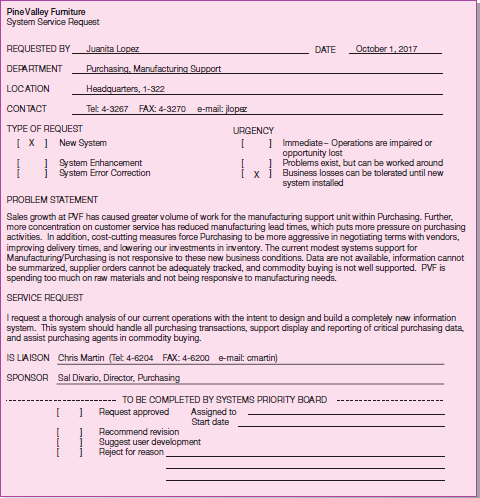 Pine Valley Furniture
System Service Request
REQUESTED BY Juanita Lopez DATE October 1, 2017
DEPARTMENT Purchasing, Manufacturing Support
LOCATION Headquarters, 1-322
CONTACT Tel: 4-3267 FAX: 4-3270 e-mail: jlopez
TYPE OF REQUEST URGENCY
[ X ] New System [ ] Immediate– Operations are impaired or
opportunity lost
[ ] System Enhancement [ ] Problems exist, but can be worked around
[ ] System Error Correction [ X ] Business losses can be tolerated until new
system installed
PROBLEM STATEMENT
Sales growth at PVF has caused greater volume of work for the manufacturing support unit within Purchasing. Further,
more concentration on customer service has reduced manufacturing lead times, which puts more pressure on purchasing
activities. In addition, cost-cutting measures force Purchasing to be more aggressive in negotiating terms with vendors,
improving delivery times, and lowering our investments in inventory. The current modest systems support for
Manufacturing/Purchasing is not responsive to these new business conditions. Data are not available, information cannot
be summarized, supplier orders cannot be adequately tracked, and commodity buying is not well supported. PVF is
spending too much on raw materials and not being responsive to manufacturing needs.
SERVICE REQUEST
I request a thorough analysis of our current operations with the intent to design and build a completely new information
system. This system should handle all purchasing transactions, support display and reporting of critical purchasing data,
and assist purchasing agents in commodity buying.
IS LIAISON Chris Martin (Tel: 4-6204 FAX: 4-6200 e-mail: cmartin)
SPONSOR Sal Divario, Director, Purchasing
TO BE COMPLETED BY SYSTEMS PRIORITY BOARD
[ ] Request approved Assigned to
Start date
[ ] Recommend revision
[ ] Suggest user development
[ ] Reject for reason